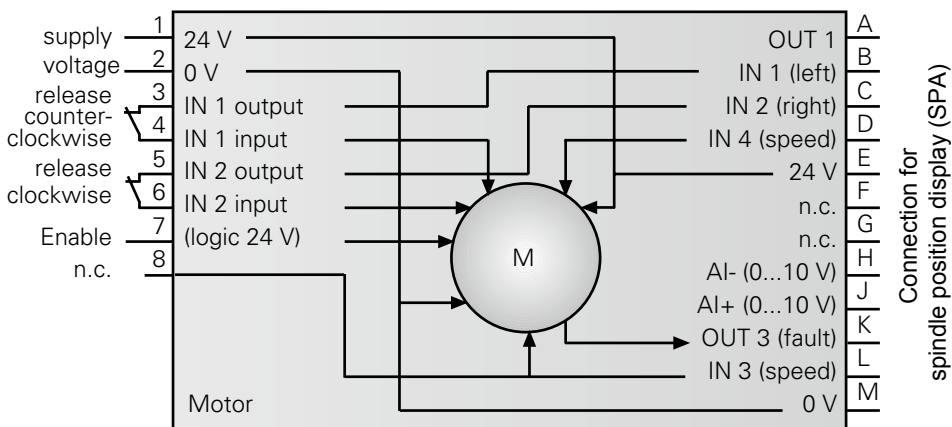 supply
voltage
release
counter-
clockwise
release
clockwise
Enable
n.c.
1
2
3
4
5
6
7
8
24 V
0 V
IN 1 output
IN 1 input
IN 2 output
IN 2 input
(logic 24 V)
Motor
M
OUT 1
IN 1 (left)
IN 2 (right)
IN 4 (speed)
24 V
n.c.
n.c.
AI- (0...10 V)
AI+ (0...10 V)
OUT 3 (fault)
IN 3 (speed)
0 V
A
B
C
D
E
F
G
H
J
K
L
M
Connection for
spindle position display (SPA)